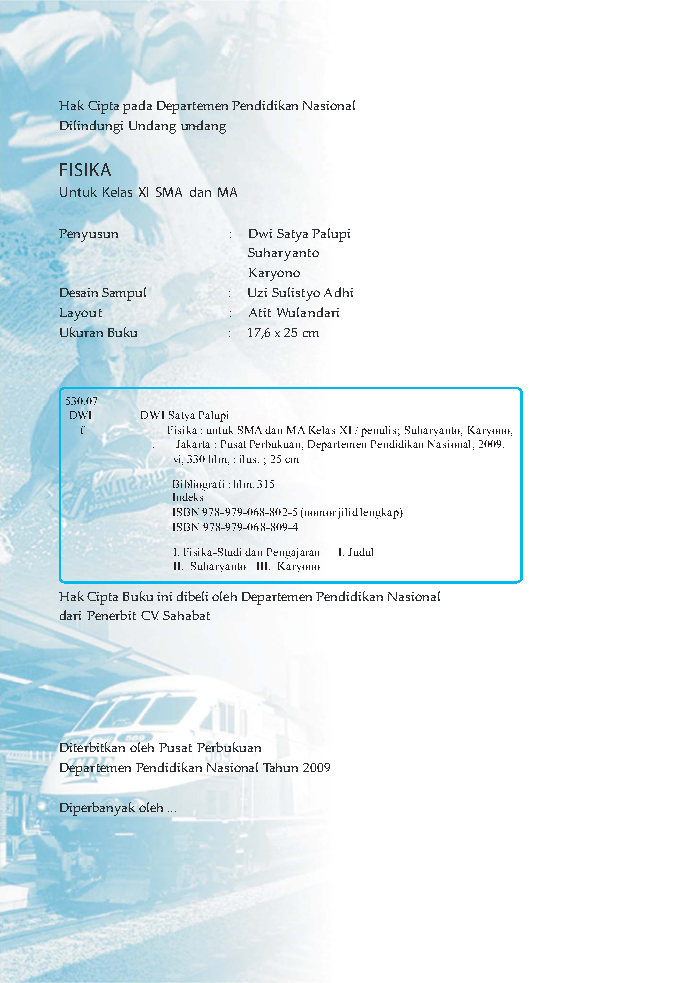 Hak Cipta pada Departemen Pendidikan Nasional
Dilindungi Undang undang
FISIKA
Untuk Kelas XI SMA dan MA
Penyusun : Dwi Satya Palupi
Suharyanto
Karyono
Desain Sampul : Uzi Sulistyo Adhi
Layout : Atit Wulandari
Ukuran Buku : 17,6 x 25 cm
530.07
DWI DWI Satya Palupi
f Fisika : untuk SMA dan MA Kelas XI / penulis; Suharyanto, Karyono,
. Jakarta : Pusat Perbukuan, Departemen Pendidikan Nasional, 2009.
vi, 330 hlm, : ilus. ; 25 cm
Bibliografi : hlm. 315
Indeks
ISBN 978-979-068-802-5 (nomor jilid lengkap)
ISBN 978-979-068-809-4
I. Fisika-Studi dan Pengajaran I. Judul
II. Suharyanto III. Karyono
Hak Cipta Buku ini dibeli oleh Departemen Pendidikan Nasional
dari Penerbit CV. Sahabat
Diterbitkan oleh Pusat Perbukuan
Departemen Pendidikan Nasional Tahun 2009
Diperbanyak oleh ...